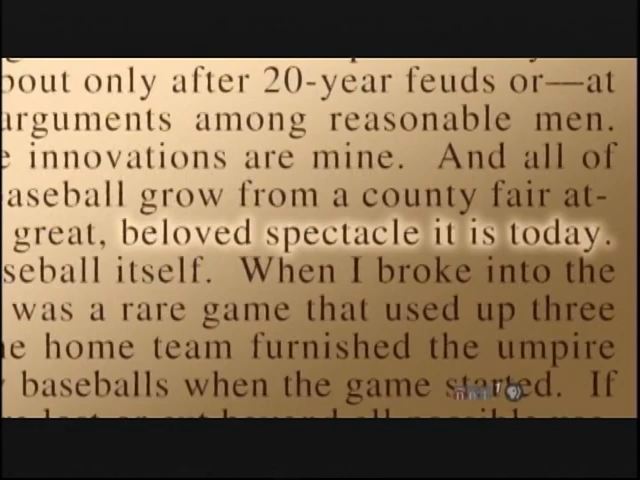 bout only after 20-year feuds or—at
arguments among reasonable men.
e innovations are mine. And all of
aseball grow from a county fair at-
great, beloved spectacle it is today.
seball itself. When I broke into the
was a rare game that used up three
e home team furnished the umpire
baseballs when the game started. If